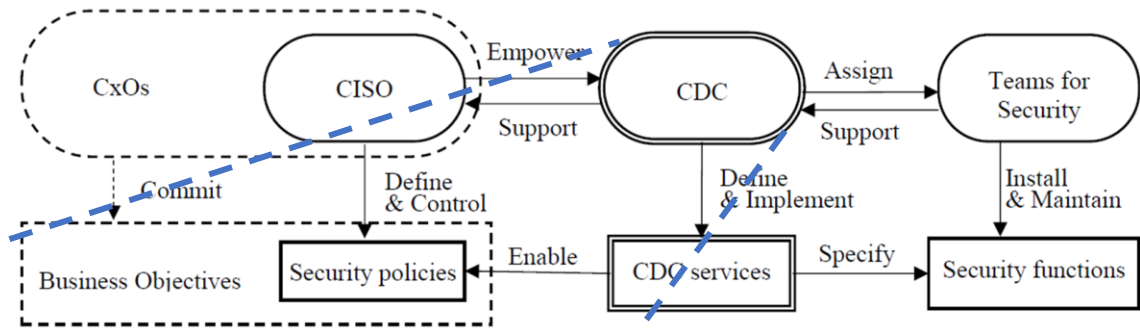 Empower
CxOs
CISO
CDC
Assign
Teams for
Security
Support
Support
Commit
Define
& Control
Define
& Implement
Install
& Maintain
Business Objectives
Security policies
Enable
CDC services
Specify
Security functions